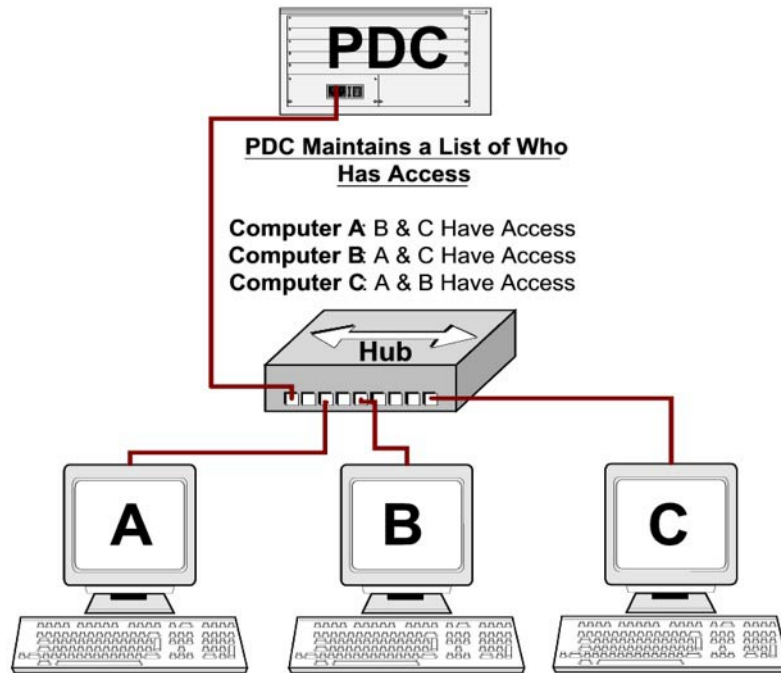 PDC
PDC Maintains a List of Who
Has Access
Computer A: B & C Have Access
Computer B: A & C Have Access
Computer C: A & B Have Access
Hub
A
B
C